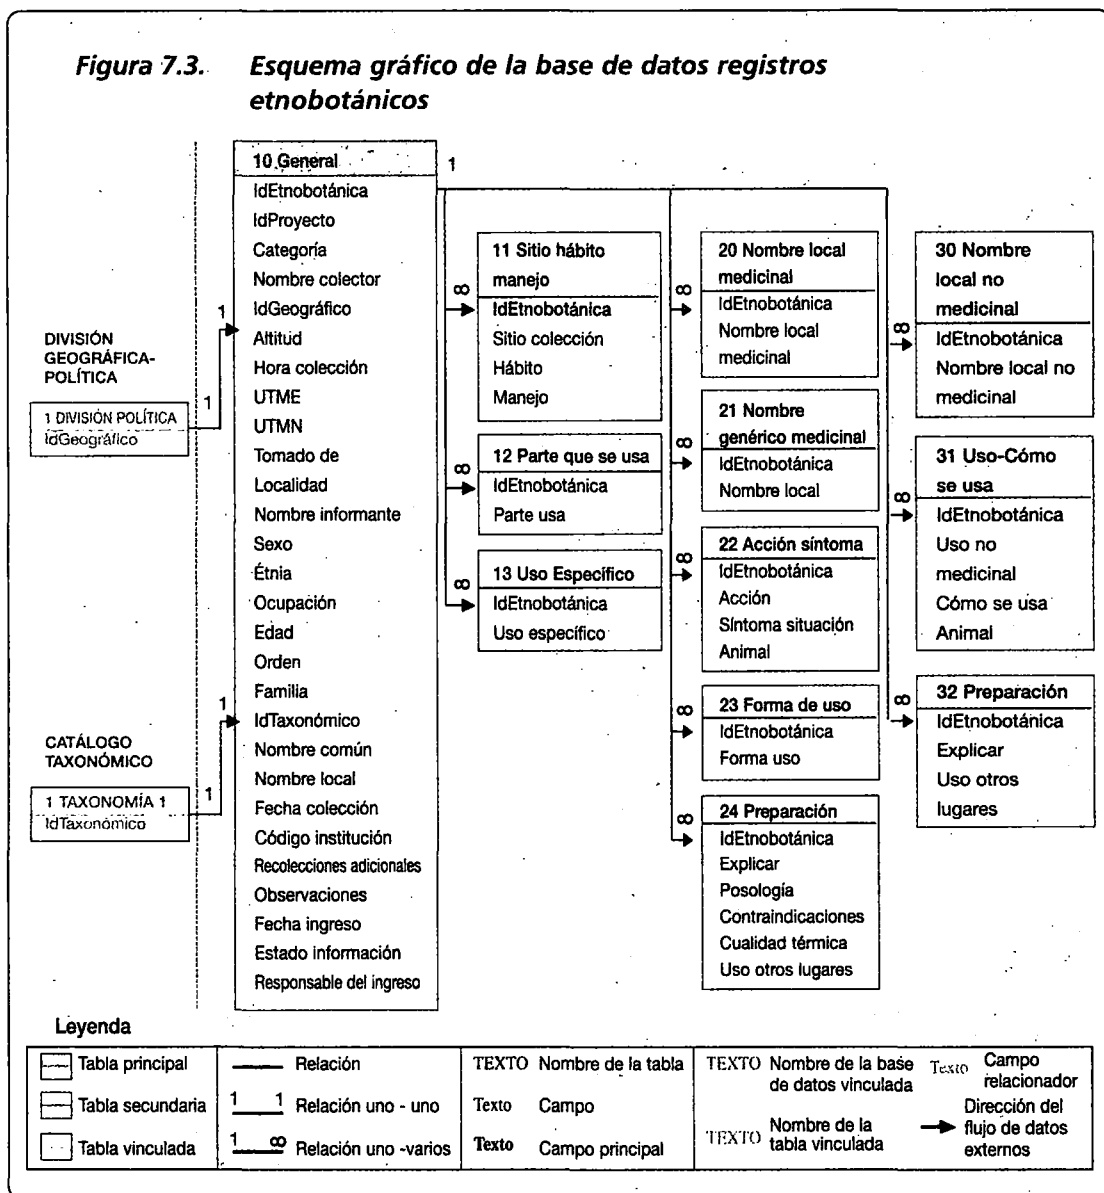 Figura 7.3. Esquema gráfico de la base de datos registros
etnobotánicos
DIVISIÓN
GEOGRÁFICA-
POLÍTICA
1 DIVISIÓN POLÍTICA
IdGeográfico
1
1
CATÁLOGO
TAXONÓMICO
1 TAXONOMÍA 1
IdTaxonómico
1
1
10 General
1
IdEtnobotánica
IdProyecto
Categoría
Nombre colector
IdGeográfico
Altitud
Hora colección
UTME
UTMN
Tomado de
Localidad
Nombre informante
Sexo
Étnia
Ocupación
Edad
Orden
Familia
IdTaxonómico
Nombre común
Nombre local
Fecha colección
Código institución
Recolecciones adicionales
Observaciones
Fecha ingreso
Estado información
Responsable del ingreso
∞
11 Sitio hábito
manejo
IdEtnobotánica
Sitio colección
Hábito
Manejo
∞
12 Parte que se usa
IdEtnobotánica
Parte usa
∞
13 Uso Específico
IdEtnobotánica
Uso específico
∞
20 Nombre local
medicinal
IdEtnobotánica
Nombre local
medicinal
∞
21 Nombre
genérico medicinal
IdEtnobotánica
Nombre local
∞
22 Acción síntoma
IdEtnobotánica
Acción
Síntoma situación
Animal
∞
23 Forma de uso
IdEtnobotánica
Forma uso
∞
24 Preparación
IdEtnobotánica
Explicar
Posología
Contraindicaciones
Cualidad térmica
Uso otros lugares
∞
30 Nombre
local no
medicinal
IdEtnobotánica
Nombre local no
medicinal
∞
31 Uso-Cómo
se usa
IdEtnobotánica
Uso no
medicinal
Cómo se usa
Animal
∞
32 Preparación
IdEtnobotánica
Explicar
Uso otros
lugares
Leyenda
Tabla principal
Tabla secundaria
Tabla vinculada
Relación
1 1 Relación uno - uno
1 ∞ Relación uno -varios
TEXTO Nombre de la tabla
Texto Campo
Texto Campo principal
TEXTO Nombre de la base
de datos vinculada
TEXTO Nombre de la
tabla vinculada
Texto Campo
relacionador
Dirección del
flujo de datos
externos